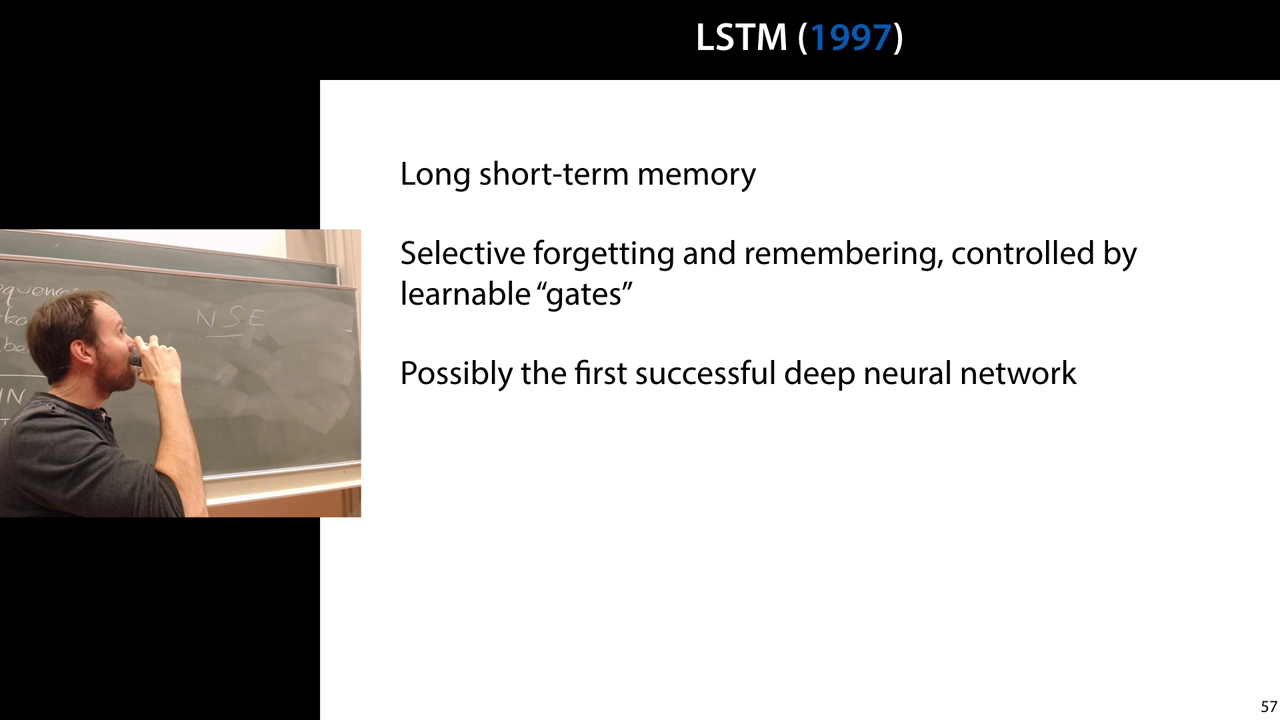 LSTM (1997)
Long short-term memory
Selective forgetting and remembering, controlled by
learnable “gates”
Possibly the first successful deep neural network
NSE
57